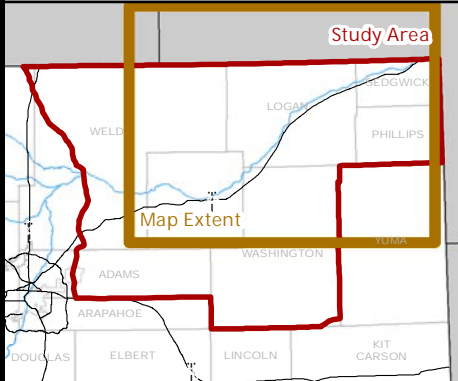 Study Area
SEDGWICK
LOGAN
WELD
PHILLIPS
Map Extent
YUMA
WASHINGTON
ADAMS
ARAPAHOE
DOUGLAS
ELBERT
LINCOLN
KIT
CARSON